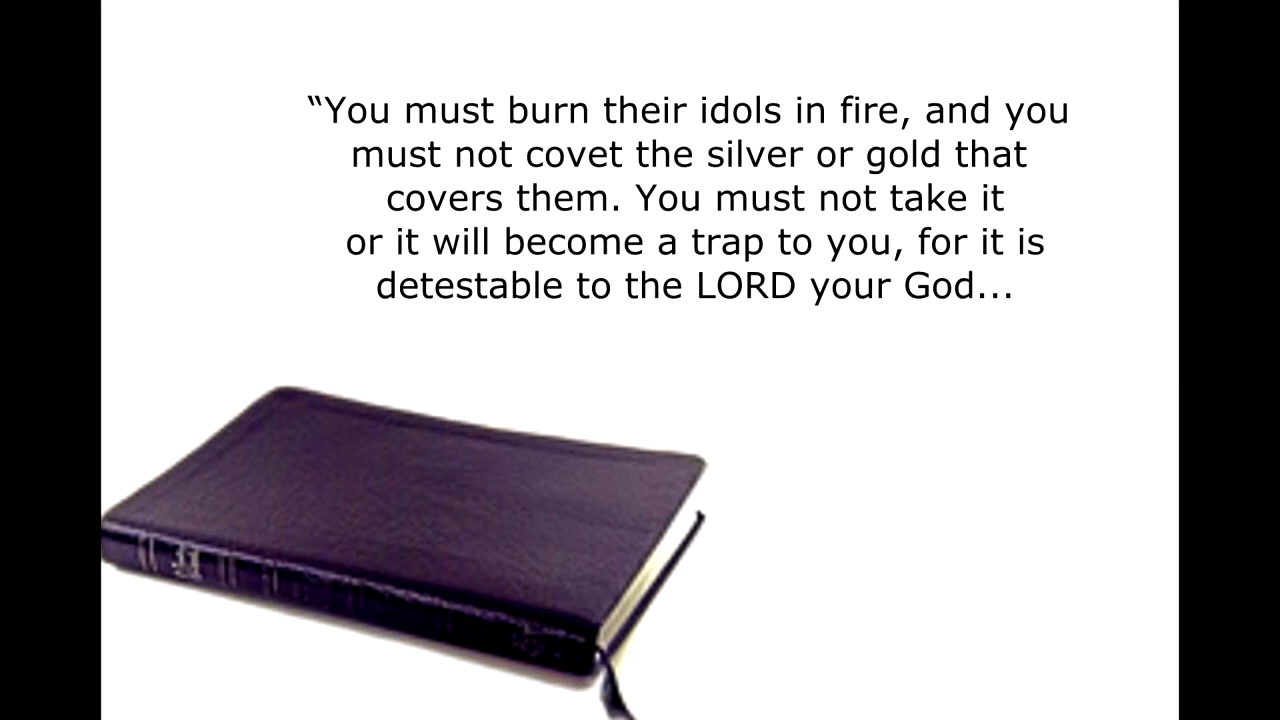 “You must burn their idols in fire, and you
must not covet the silver or gold that
covers them. You must not take it
or it will become a trap to you, for it is
detestable to the LORD your God...